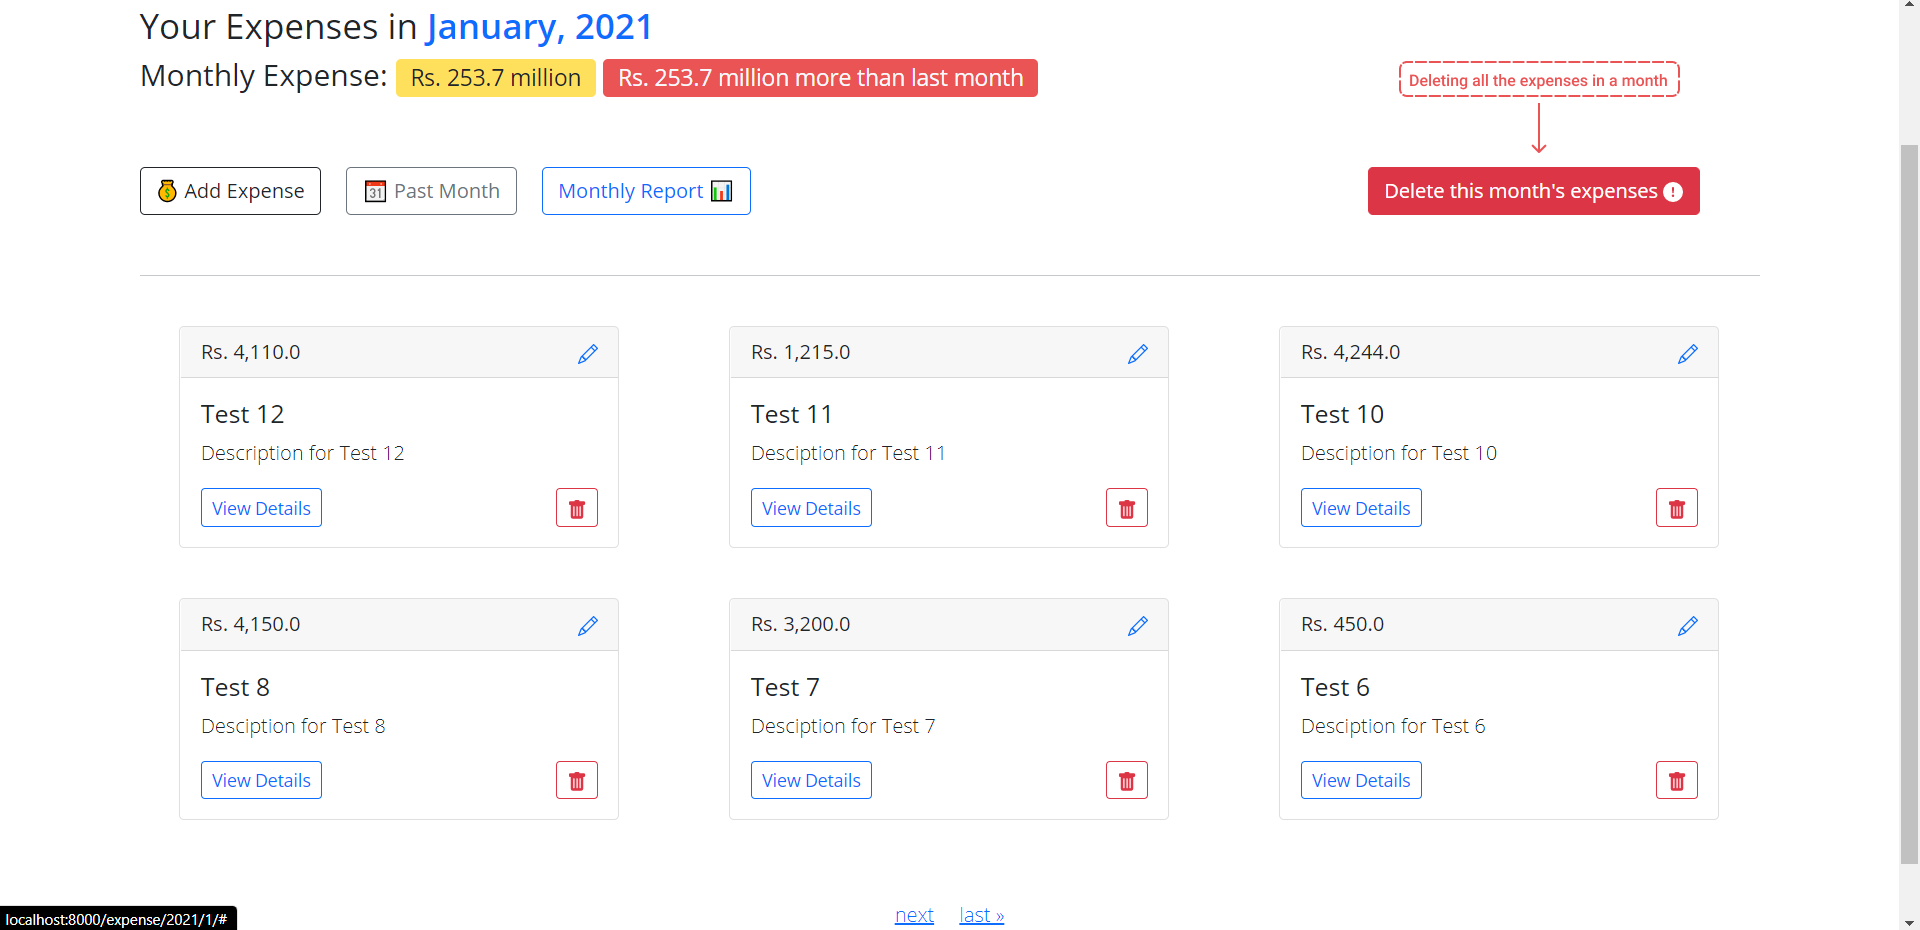 Your Expenses in January, 2021
Monthly Expense: Rs. 253.7 million Rs. 253.7 million more than last month
Deleting all the expenses in a month
Add Expense
31 Past Month
Monthly Report
Delete this month's expenses
Rs. 4,110.0
Test 12
Description for Test 12
View Details
Rs. 1,215.0
Test 11
Desciption for Test 11
View Details
Rs. 4,244.0
Test 10
Desciption for Test 10
View Details
Rs. 4,150.0
Test 8
Desciption for Test 8
View Details
Rs. 3,200.0
Test 7
Desciption for Test 7
View Details
Rs. 450.0
Test 6
Desciption for Test 6
View Details
next last »
localhost:8000/expense/2021/1/#